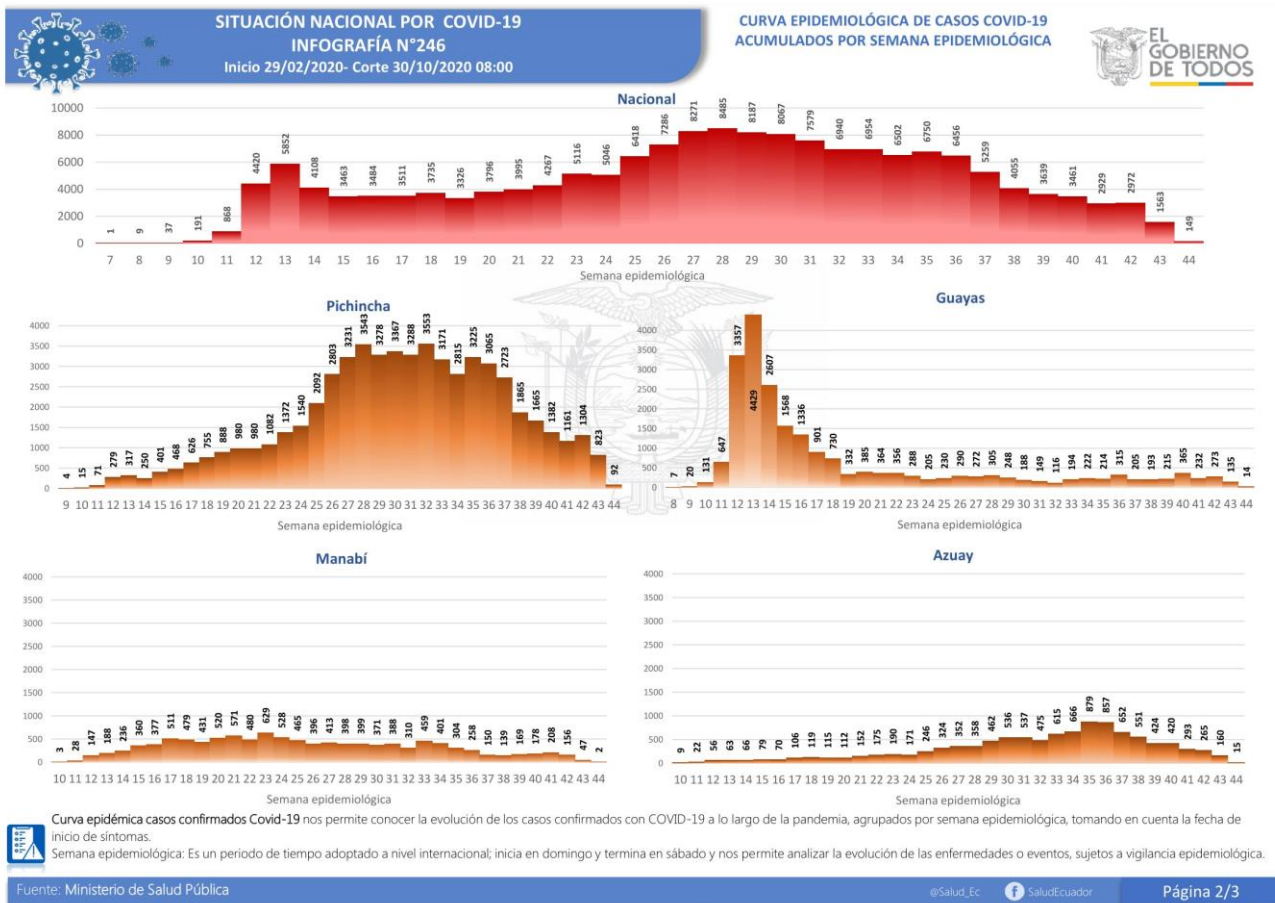 SITUACIÓN NACIONAL POR COVID-19
INFOGRAFÍA N°246
Inicio 29/02/2020- Corte 30/10/2020 08:00
CURVA EPIDEMIOLÓGICA DE CASOS COVID-19
ACUMULADOS POR SEMANA EPIDEMIOLÓGICA
EL
GOBIERNO
DE TODOS
Nacional
10000
8000
6000
4000
2000
0
1 9 37 191 868 4420 5852 4108 3463 3484 3511 3735 3326 3796 3995 4267 5116 5046 6418 7286 8271 8485 8187 8067 7579 6940 6954 6502 6750 6456 5259 4055 3639 3461 2929 2972 1563 149
7 8 9 10 11 12 13 14 15 16 17 18 19 20 21 22 23 24 25 26 27 28 29 30 31 32 33 34 35 36 37 38 39 40 41 42 43 44
Semana epidemiológica
Pichincha
4000
3500
3000
2500
2000
1500
1000
500
0
4 15 71 279 317 250 401 468 626 755 888 980 980 1082 1372 1540 2092 2803 3231 3543 3278 3367 3288 3553 3171 2815 3225 3065 2723 1865 1665 1382 1161 1304 823 92
9 10 11 12 13 14 15 16 17 18 19 20 21 22 23 24 25 26 27 28 29 30 31 32 33 34 35 36 37 38 39 40 41 42 43 44
Semana epidemiológica
Guayas
4000
3500
3000
2500
2000
1500
1000
500
0
7 20 131 647 3357 4429 2607 1568 1336 901 730 332 385 364 356 288 205 230 290 272 305 248 188 149 116 194 222 214 315 205 193 215 365 232 273 135 14
8 9 10 11 12 13 14 15 16 17 18 19 20 21 22 23 24 25 26 27 28 29 30 31 32 33 34 35 36 37 38 39 40 41 42 43 44
Semana epidemiológica
Manabí
4000
3500
3000
2500
2000
1500
1000
500
0
3 28 147 188 236 360 377 511 479 431 520 571 480 629 528 465 396 413 398 399 371 388 310 459 401 304 258 150 139 169 178 208 156 47 2
10 11 12 13 14 15 16 17 18 19 20 21 22 23 24 25 26 27 28 29 30 31 32 33 34 35 36 37 38 39 40 41 42 43 44
Semana epidemiológica
Azuay
4000
3500
3000
2500
2000
1500
1000
500
0
9 22 56 63 66 79 70 106 119 115 112 152 175 190 171 246 324 352 358 462 536 537 475 615 666 879 857 652 551 424 420 293 265 160 15
10 11 12 13 14 15 16 17 18 19 20 21 22 23 24 25 26 27 28 29 30 31 32 33 34 35 36 37 38 39 40 41 42 43 44
Semana epidemiológica
Curva epidémica casos confirmados Covid-19 nos permite conocer la evolución de los casos confirmados con COVID-19 a lo largo de la pandemia, agrupados por semana epidemiológica, tomando en cuenta la fecha de
inicio de síntomas.
Semana epidemiológica: Es un periodo de tiempo adoptado a nivel internacional; inicia en domingo y termina en sábado y nos permite analizar la evolución de las enfermedades o eventos, sujetos a vigilancia epidemiológica.
Fuente: Ministerio de Salud Pública
@Salud_Ec
SaludEcuador
Página 2/3